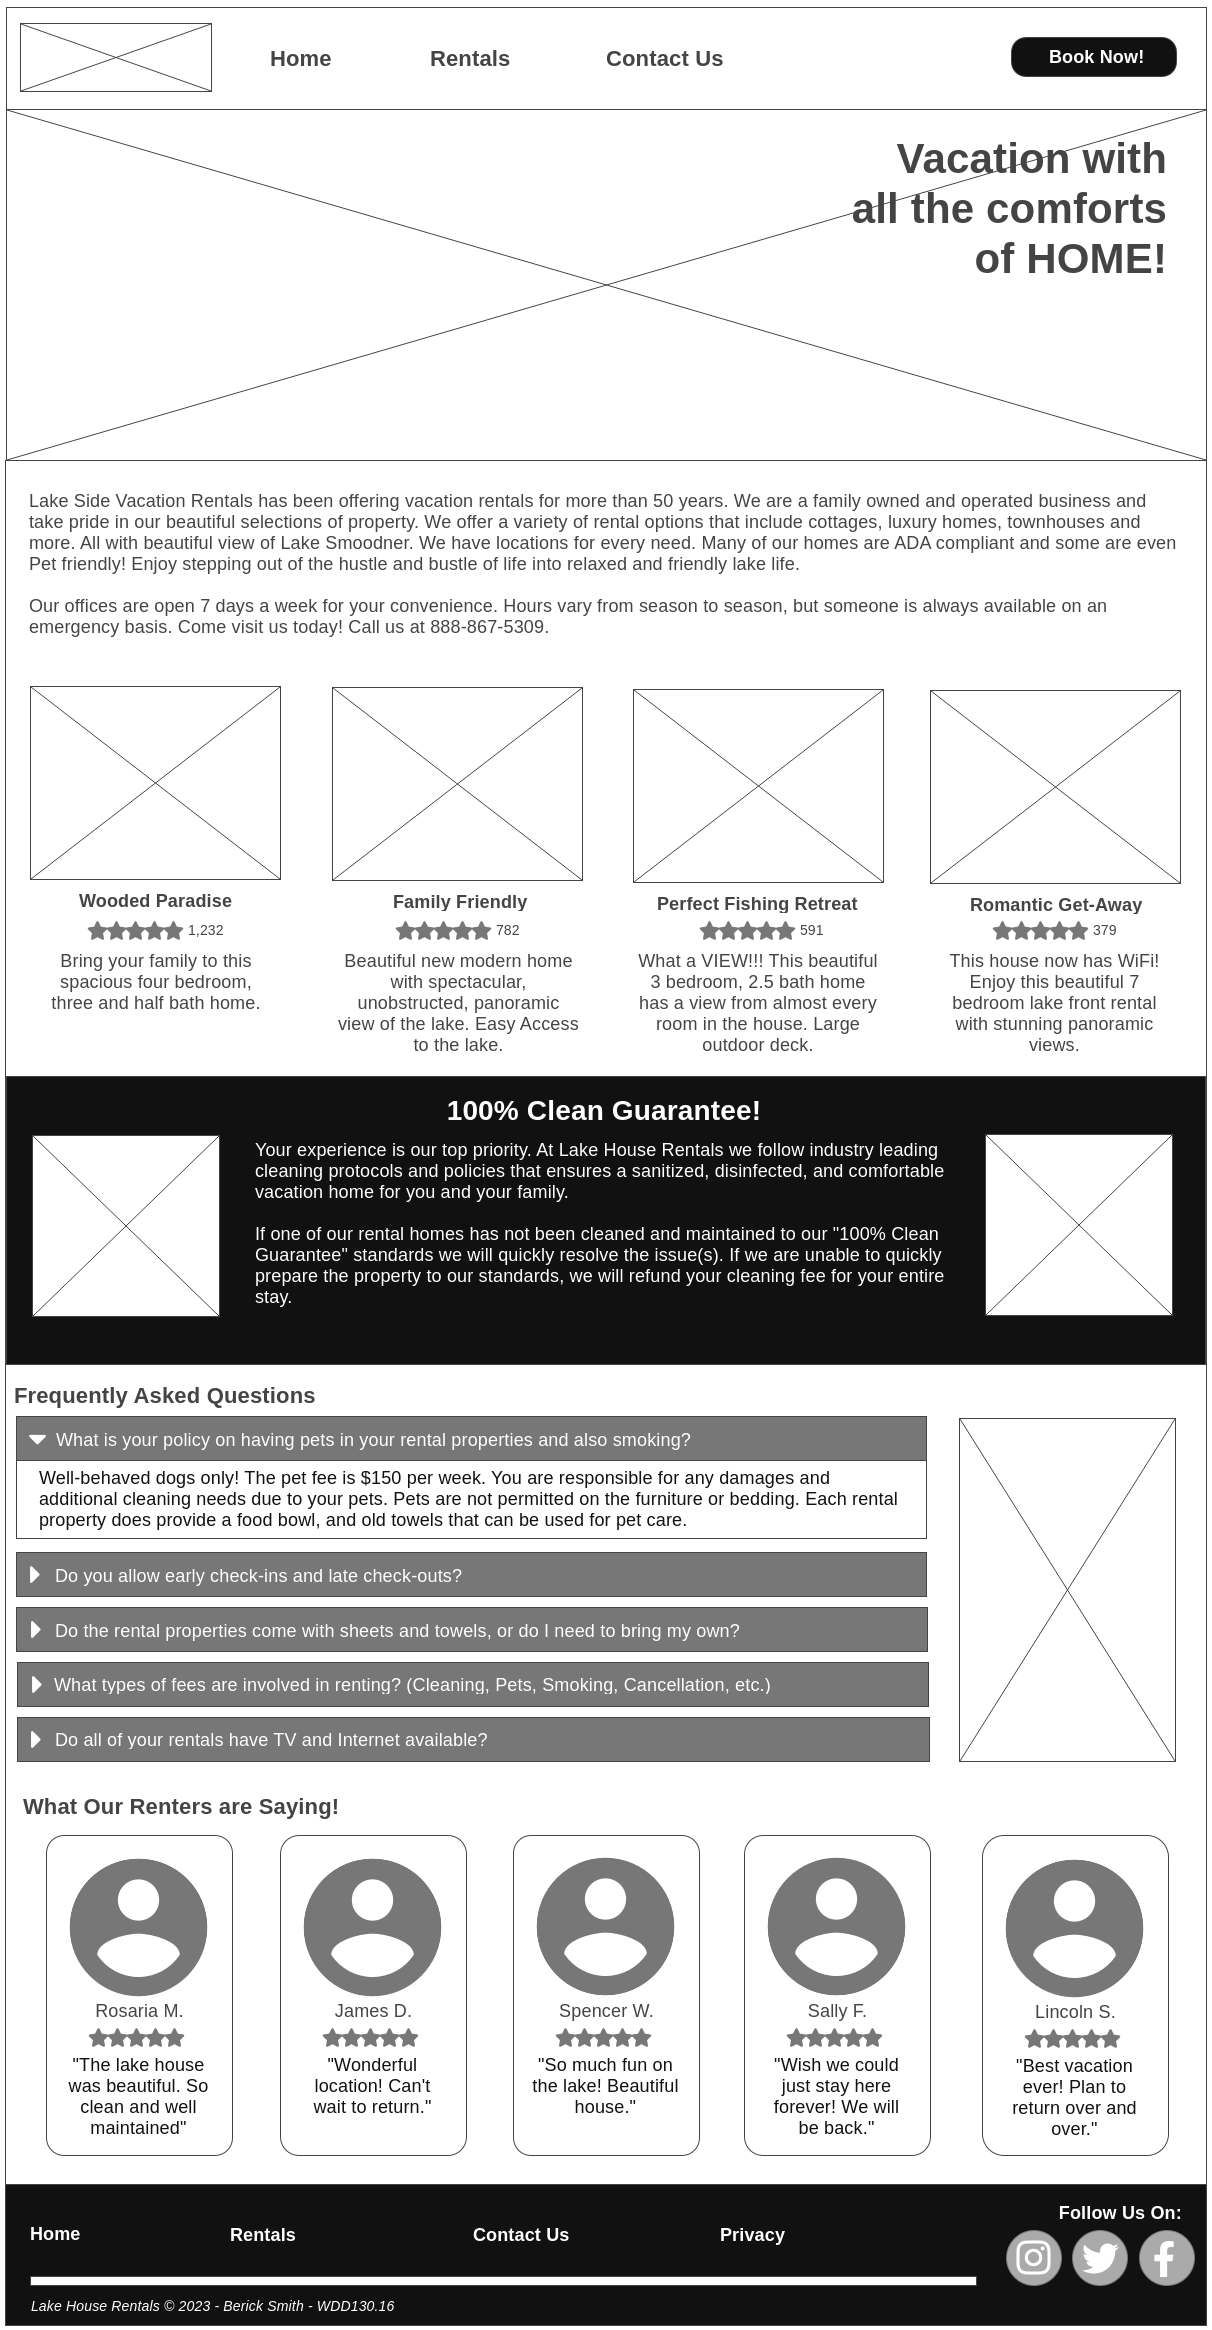 Home
Rentals
Contact Us
Book Now!
Vacation with
all the comforts
of HOME!
Lake Side Vacation Rentals has been offering vacation rentals for more than 50 years. We are a family owned and operated business and
take pride in our beautiful selections of property. We offer a variety of rental options that include cottages, luxury homes, townhouses and
more. All with beautiful view of Lake Smoodner. We have locations for every need. Many of our homes are ADA compliant and some are even
Pet friendly! Enjoy stepping out of the hustle and bustle of life into relaxed and friendly lake life.
Our offices are open 7 days a week for your convenience. Hours vary from season to season, but someone is always available on an
emergency basis. Come visit us today! Call us at 888-867-5309.
Wooded Paradise
1,232
Bring your family to this
spacious four bedroom,
three and half bath home.
Family Friendly
782
Beautiful new modern home
with spectacular,
unobstructed, panoramic
view of the lake. Easy Access
to the lake.
Perfect Fishing Retreat
591
What a VIEW!!! This beautiful
3 bedroom, 2.5 bath home
has a view from almost every
room in the house. Large
outdoor deck.
Romantic Get-Away
379
This house now has WiFi!
Enjoy this beautiful 7
bedroom lake front rental
with stunning panoramic
views.
100% Clean Guarantee!
Your experience is our top priority. At Lake House Rentals we follow industry leading
cleaning protocols and policies that ensures a sanitized, disinfected, and comfortable
vacation home for you and your family.
If one of our rental homes has not been cleaned and maintained to our "100% Clean
Guarantee" standards we will quickly resolve the issue(s). If we are unable to quickly
prepare the property to our standards, we will refund your cleaning fee for your entire
stay.
Frequently Asked Questions
What is your policy on having pets in your rental properties and also smoking?
Well-behaved dogs only! The pet fee is $150 per week. You are responsible for any damages and
additional cleaning needs due to your pets. Pets are not permitted on the furniture or bedding. Each rental
property does provide a food bowl, and old towels that can be used for pet care.
Do you allow early check-ins and late check-outs?
Do the rental properties come with sheets and towels, or do I need to bring my own?
What types of fees are involved in renting? (Cleaning, Pets, Smoking, Cancellation, etc.)
Do all of your rentals have TV and Internet available?
What Our Renters are Saying!
Rosaria M.
"The lake house
was beautiful. So
clean and well
maintained"
James D.
"Wonderful
location! Can't
wait to return."
Spencer W.
"So much fun on
the lake! Beautiful
house."
Sally F.
"Wish we could
just stay here
forever! We will
be back."
Lincoln S.
"Best vacation
ever! Plan to
return over and
over."
Home
Rentals
Contact Us
Privacy
Follow Us On:
Lake House Rentals © 2023 - Berick Smith - WDD130.16